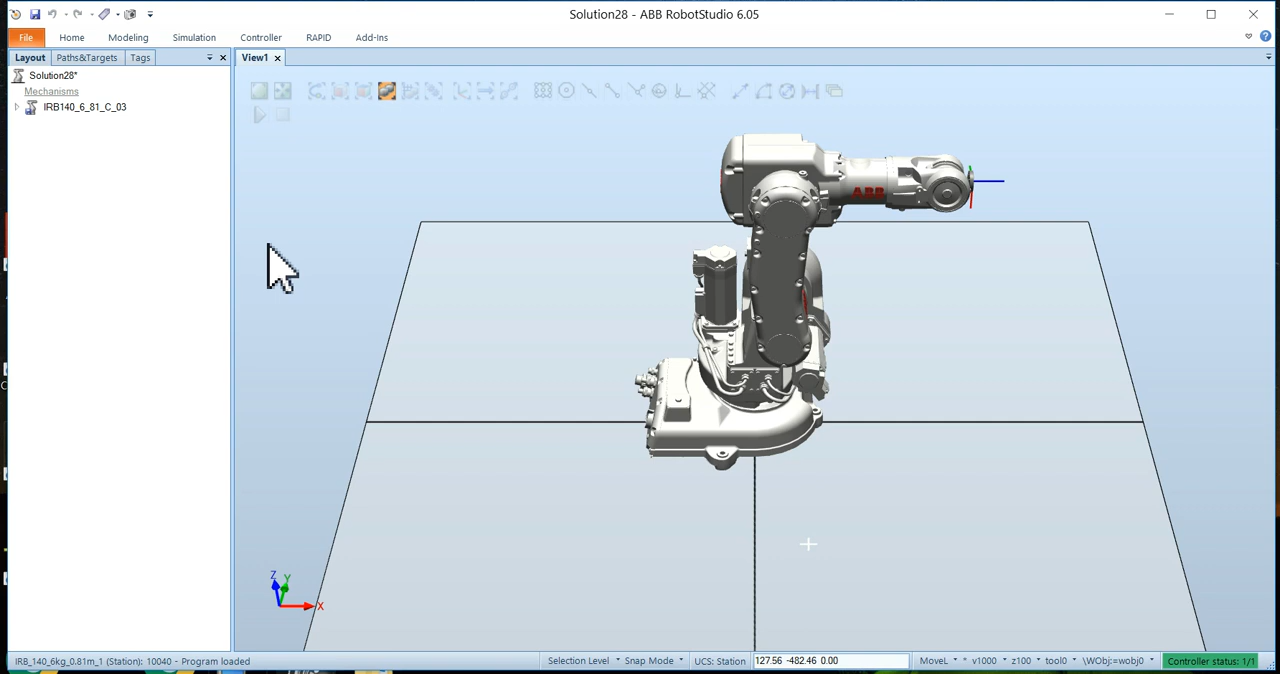 Solution28 - ABB RobotStudio 6.05
File Home Modeling Simulation Controller RAPID Add-Ins
Layout Paths&Targets Tags
View1
Solution28*
Mechanisms
IRB140_6_81_C_03
ABB
Z Y X
IRB_140_6kg_0.81m_1 (Station): 10040 - Program loaded
Selection Level Snap Mode UCS: Station 127.56 -482.46 0.00 MoveL * v1000 z100 tool0 \WObj:=wobj0 Controller status: 1/1